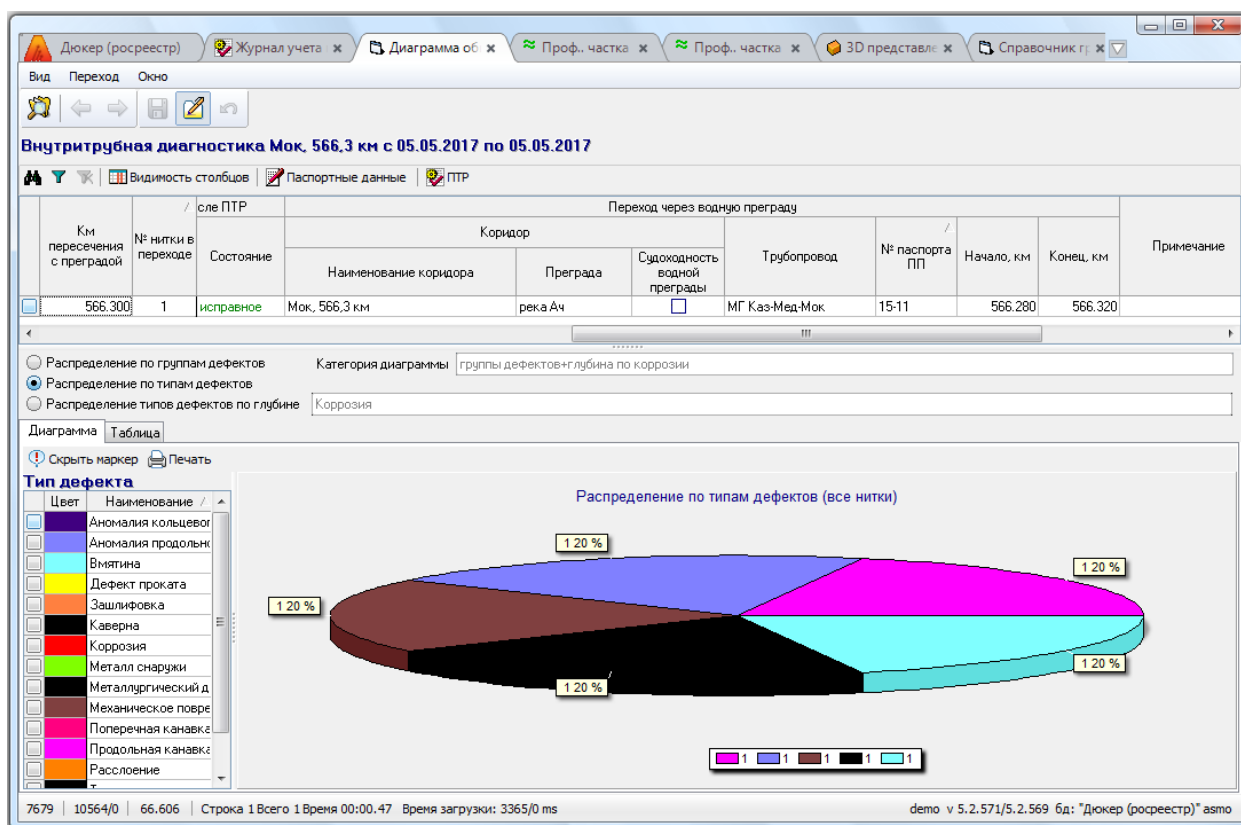 Дюкер (росреестр) Журнал учета Диаграмма об Проф.. частка Проф.. частка 3D представле Справочник гр
Вид Переход Окно
Внутритрубная диагностика Мок, 566,3 км с 05.05.2017 по 05.05.2017
Видимость столбцов Паспортные данные ПТР
Км пересечения с преградой
№ нитки в переходе
сле ПТР
Состояние
Переход через водную преграду
Коридор
Наименование коридора
Преграда
Судоходность водной преграды
Трубопровод
№ паспорта ПП
Начало, км
Конец, км
Примечание
566.300 1 исправное Мок, 566,3 км река Ач МГ Каз-Мед-Мок 15-11 566.280 566.320
Распределение по группам дефектов Категория диаграммы группы дефектов+глубина по коррозии
Распределение по типам дефектов
Распределение типов дефектов по глубине Коррозия
Диаграмма Таблица
Скрыть маркер Печать
Тип дефекта
Цвет Наименование
Аномалия кольцевог
Аномалия продольно
Вмятина
Дефект проката
Зашлифовка
Каверна
Коррозия
Металл снаружи
Металлургический д
Механическое повре
Поперечная канавка
Продольная канавка
Расслоение
Распределение по типам дефектов (все нитки)
1 20 %
1 20 %
1 20 %
1 20 %
1 20 %
1 1 1 1 1
7679 10564/0 66.606 Строка 1 Всего 1 Время 00:00.47 Время загрузки: 3365/0 ms demo v 5.2.571/5.2.569 бд: "Дюкер (росреестр)" asmo